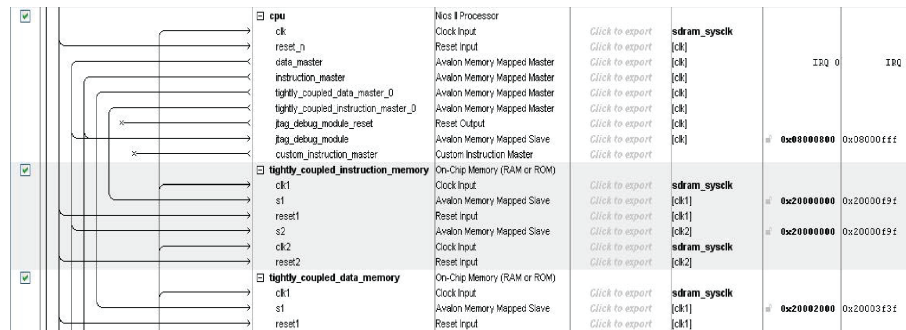 cpu Nios II Processor
clk Clock Input Click to export sdram_sysclk
reset_n Reset Input Click to export [clk]
data_master Avalon Memory Mapped Master Click to export [clk] IRQ 0 IRQ
instruction_master Avalon Memory Mapped Master Click to export [clk]
tightly_coupled_data_master_0 Avalon Memory Mapped Master Click to export [clk]
tightly_coupled_instruction_master_0 Avalon Memory Mapped Master Click to export [clk]
jtag_debug_module_reset Reset Output Click to export [clk]
jtag_debug_module Avalon Memory Mapped Slave Click to export [clk] 0x08000800 0x08000fff
custom_instruction_master Custom Instruction Master Click to export
tightly_coupled_instruction_memory On-Chip Memory (RAM or ROM)
clk1 Clock Input Click to export sdram_sysclk
s1 Avalon Memory Mapped Slave Click to export [clk1] 0x20000000 0x20000f9f
reset1 Reset Input Click to export [clk1]
s2 Avalon Memory Mapped Slave Click to export [clk2] 0x20000000 0x20000f9f
clk2 Clock Input Click to export sdram_sysclk
reset2 Reset Input Click to export [clk2]
tightly_coupled_data_memory On-Chip Memory (RAM or ROM)
clk1 Clock Input Click to export sdram_sysclk
s1 Avalon Memory Mapped Slave Click to export [clk1] 0x20002000 0x20003f3f
reset1 Reset Input Click to export [clk1]